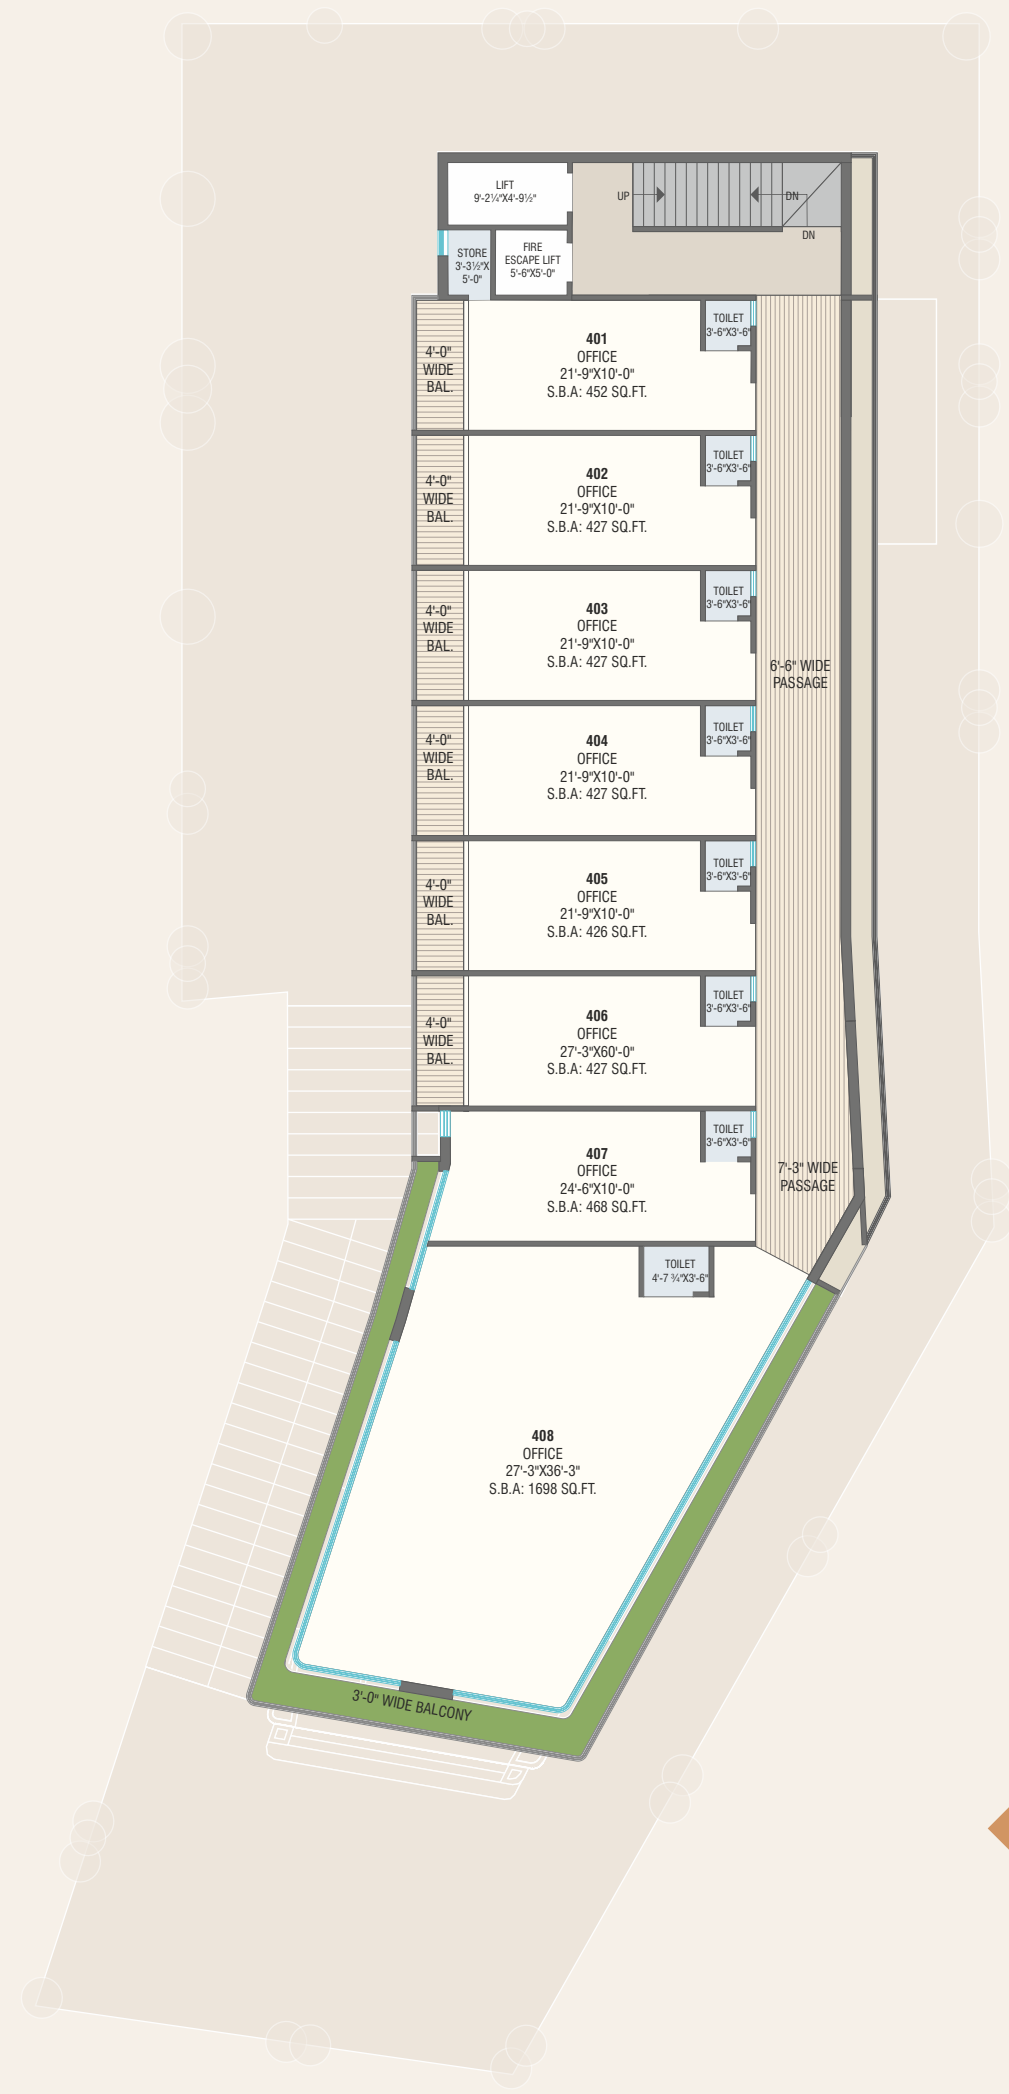 LIFT
9'-2¼"X4'-9½"
UP
DN
DN
STORE
3'-3½"X
5'-0"
FIRE
ESCAPE LIFT
5'-6"X5'-0"
4'-0"
WIDE
BAL.
401
OFFICE
21'-9"X10'-0"
S.B.A: 452 SQ.FT.
TOILET
3'-6"X3'-6"
4'-0"
WIDE
BAL.
402
OFFICE
21'-9"X10'-0"
S.B.A: 427 SQ.FT.
TOILET
3'-6"X3'-6"
4'-0"
WIDE
BAL.
403
OFFICE
21'-9"X10'-0"
S.B.A: 427 SQ.FT.
TOILET
3'-6"X3'-6"
6'-6" WIDE
PASSAGE
4'-0"
WIDE
BAL.
404
OFFICE
21'-9"X10'-0"
S.B.A: 427 SQ.FT.
TOILET
3'-6"X3'-6"
4'-0"
WIDE
BAL.
405
OFFICE
21'-9"X10'-0"
S.B.A: 426 SQ.FT.
TOILET
3'-6"X3'-6"
4'-0"
WIDE
BAL.
406
OFFICE
27'-3"X60'-0"
S.B.A: 427 SQ.FT.
TOILET
3'-6"X3'-6"
407
OFFICE
24'-6"X10'-0"
S.B.A: 468 SQ.FT.
TOILET
3'-6"X3'-6"
7'-3" WIDE
PASSAGE
TOILET
4'-7 ¾"X3'-6"
408
OFFICE
27'-3"X36'-3"
S.B.A: 1698 SQ.FT.
3'-0" WIDE BALCONY